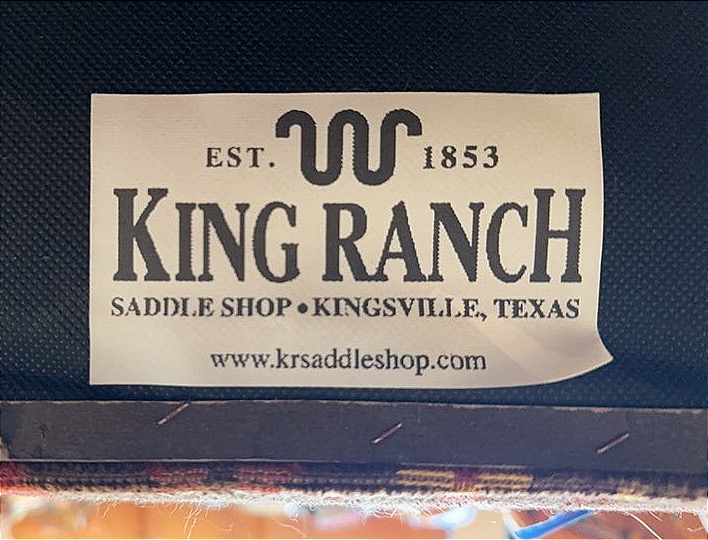 EST. 1853
KING RANCH
SADDLE SHOP • KINGSVILLE, TEXAS
www.krsaddleshop.com